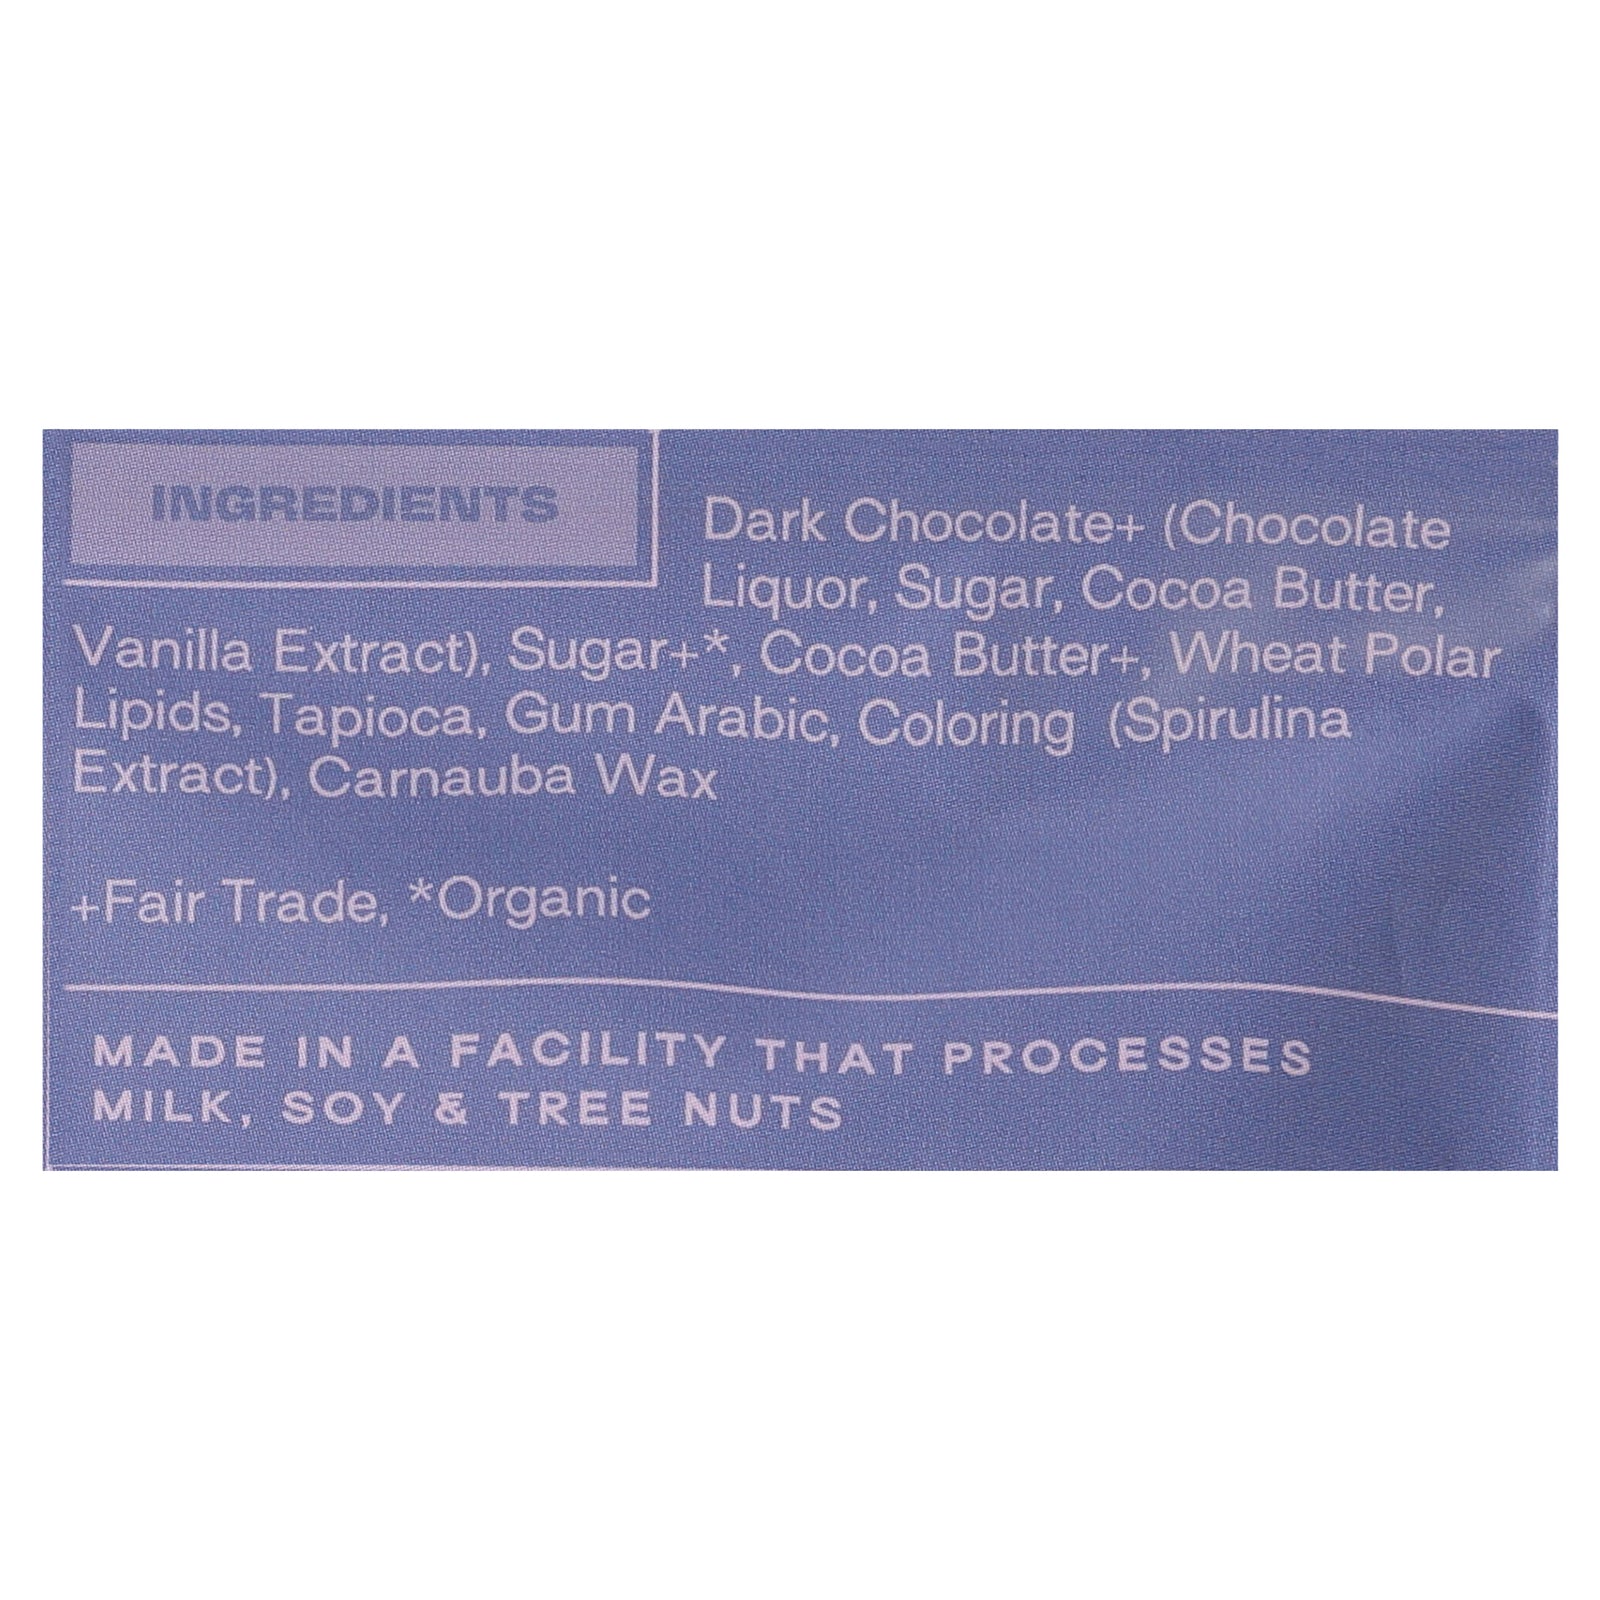 INGREDIENTS
Dark Chocolate+ (Chocolate
Liquor, Sugar, Cocoa Butter,
Vanilla Extract), Sugar+*, Cocoa Butter+, Wheat Polar
Lipids, Tapioca, Gum Arabic, Coloring (Spirulina
Extract), Carnauba Wax
+Fair Trade, *Organic
MADE IN A FACILITY THAT PROCESSES
MILK, SOY & TREE NUTS